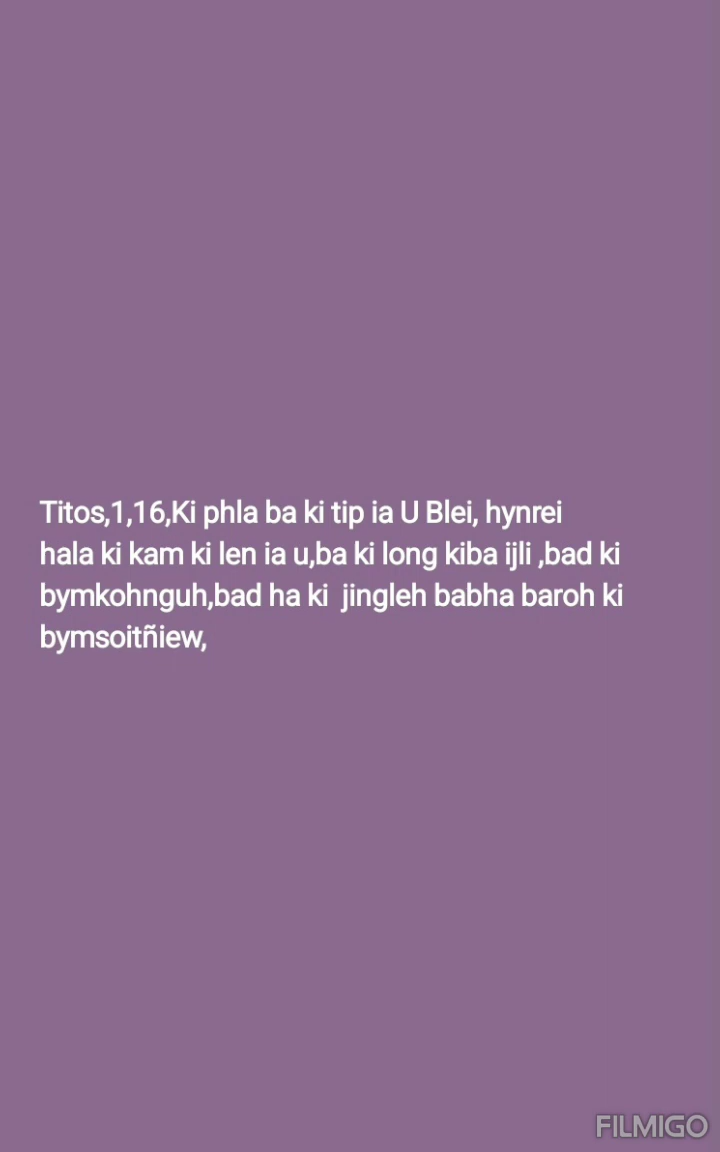 Titos,1,16,Ki phla ba ki tip ia U Blei, hynrei
hala ki kam ki len ia u,ba ki long kiba ijli ,bad ki
bymkohnguh,bad ha ki  jingleh babha baroh ki
bymsoitñiew,
FILMIGO